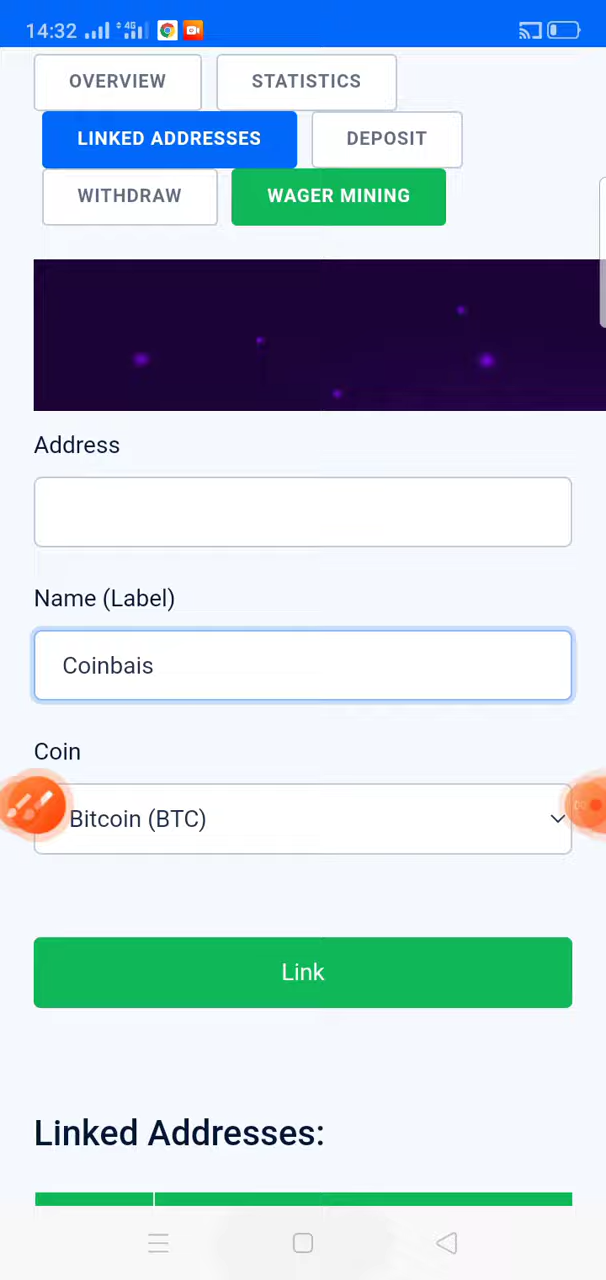 14:32 4G
OVERVIEW STATISTICS
LINKED ADDRESSES DEPOSIT
WITHDRAW WAGER MINING
Address
Name (Label)
Coinbais
Coin
Bitcoin (BTC)
Link
Linked Addresses: